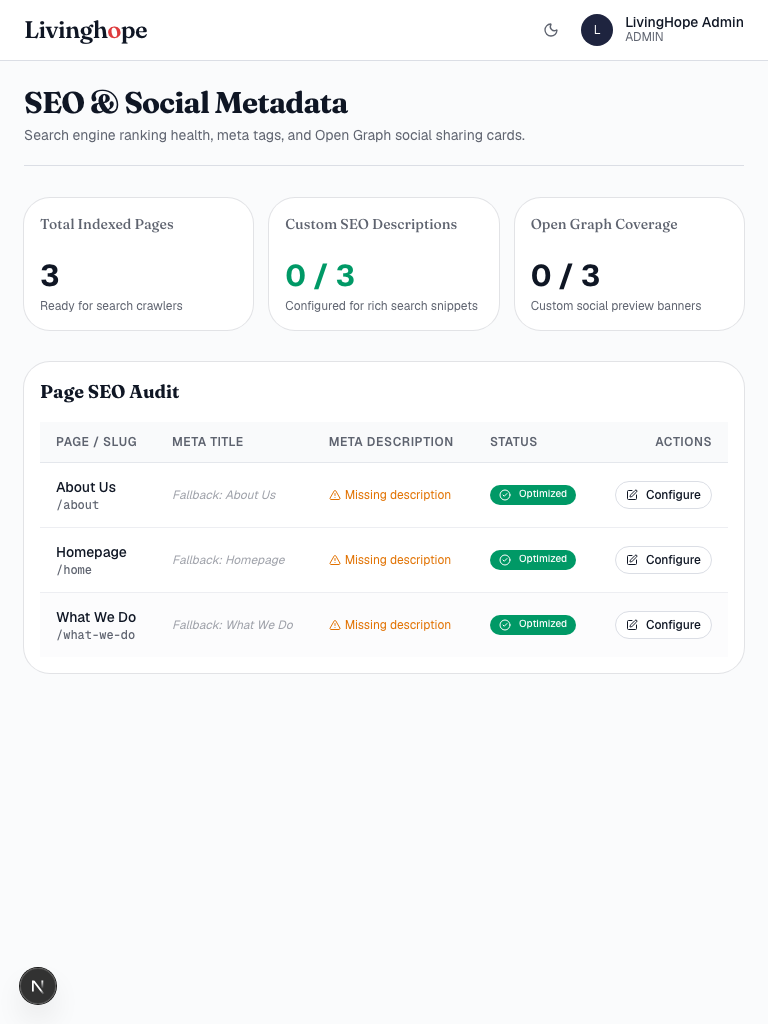 Livinghope
L
LivingHope Admin
ADMIN
SEO & Social Metadata
Search engine ranking health, meta tags, and Open Graph social sharing cards.
Total Indexed Pages
3
Ready for search crawlers
Custom SEO Descriptions
0 / 3
Configured for rich search snippets
Open Graph Coverage
0 / 3
Custom social preview banners
Page SEO Audit
PAGE / SLUG META TITLE META DESCRIPTION STATUS ACTIONS
About Us
/about
Fallback: About Us
Missing description
Optimized
Configure
Homepage
/home
Fallback: Homepage
Missing description
Optimized
Configure
What We Do
/what-we-do
Fallback: What We Do
Missing description
Optimized
Configure
N